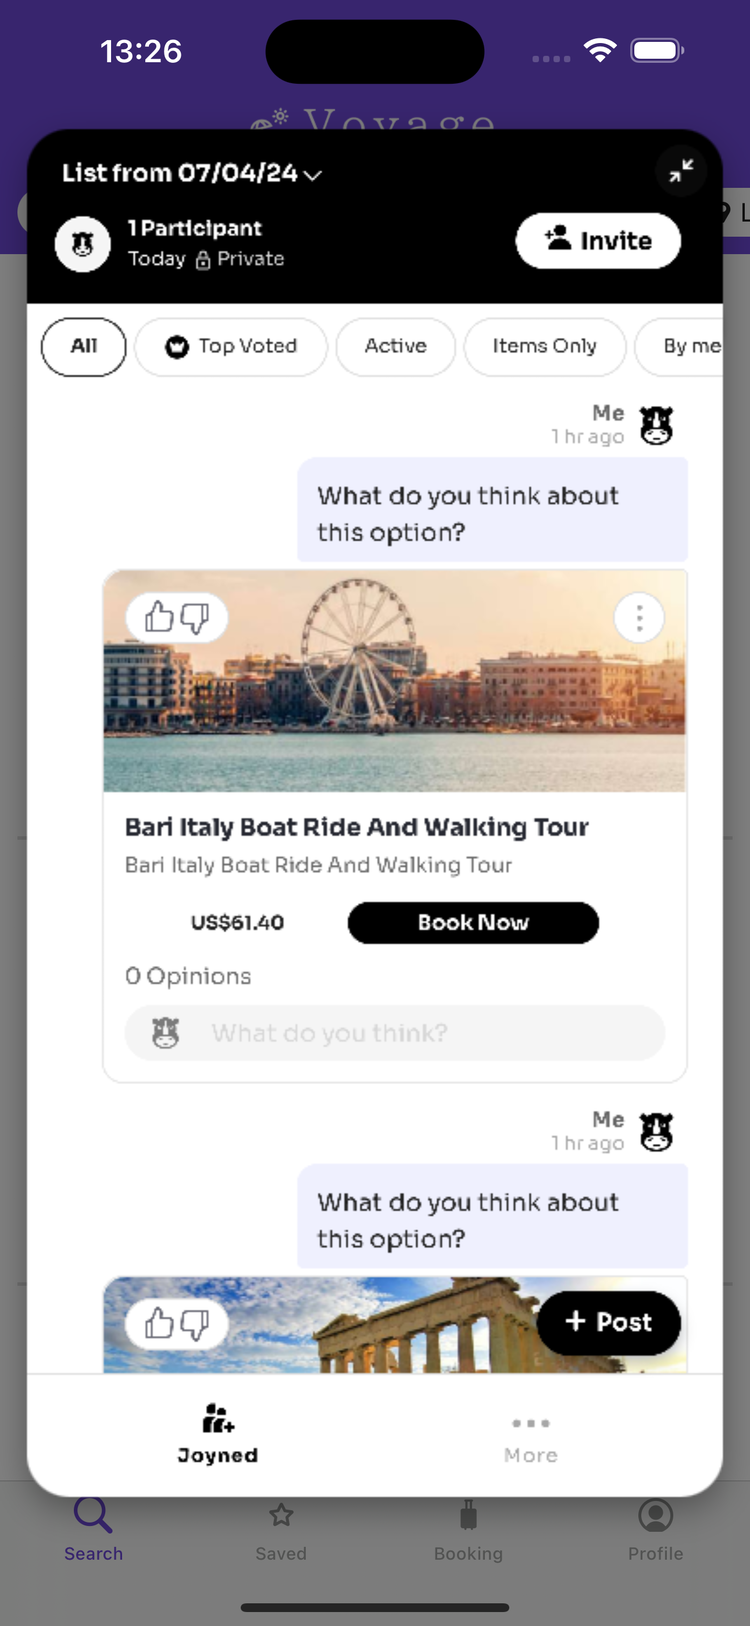 13:26
Voyage
List from 07/04/24
1 Participant
Today Private
Invite
All
Top Voted
Active
Items Only
By me
Me
1 hr ago
What do you think about
this option?
Bari Italy Boat Ride And Walking Tour
Bari Italy Boat Ride And Walking Tour
US$61.40
Book Now
0 Opinions
What do you think?
Me
1 hr ago
What do you think about
this option?
+ Post
Joyned
More
Search
Saved
Booking
Profile